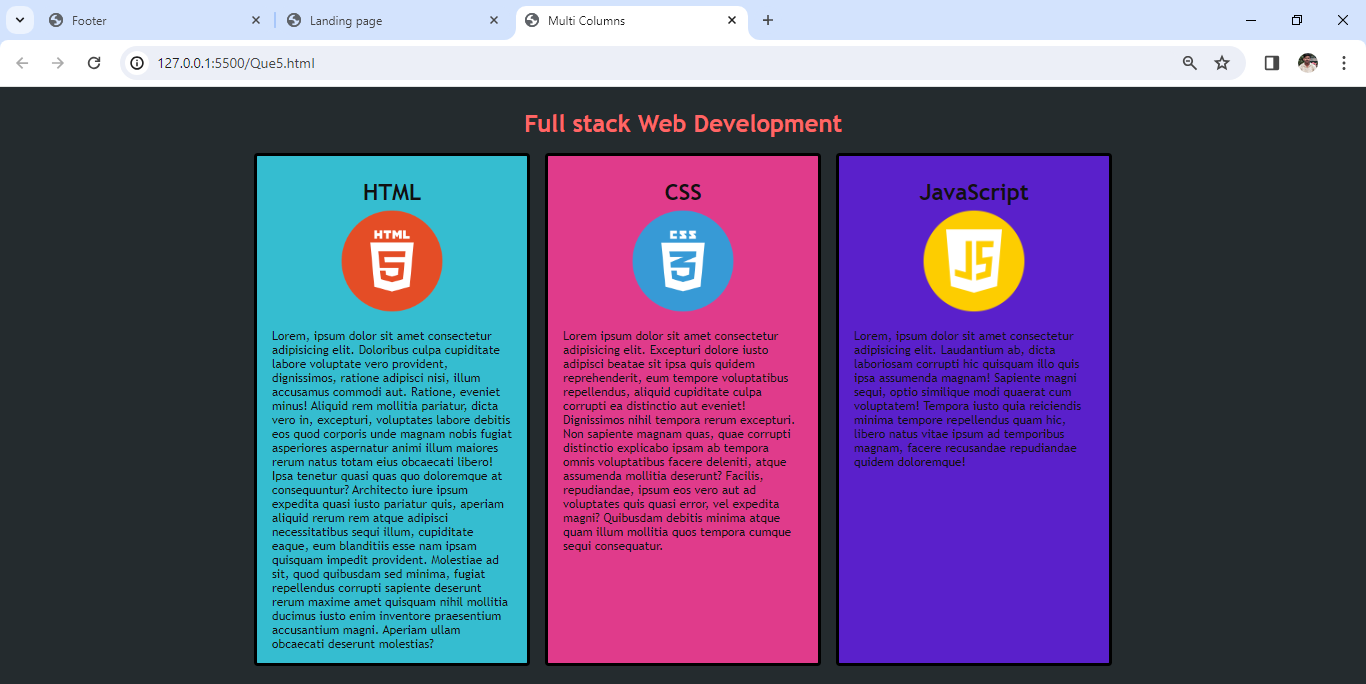 Footer
Landing page
Multi Columns
127.0.0.1:5500/Que5.html
Full stack Web Development
HTML
HTML
5
Lorem, ipsum dolor sit amet consectetur
adipisicing elit. Doloribus culpa cupiditate
labore voluptate vero provident,
dignissimos, ratione adipisci nisi, illum
accusamus commodi aut. Ratione, eveniet
minus! Aliquid rem mollitia pariatur, dicta
vero in, excepturi, voluptates labore debitis
eos quod corporis unde magnam nobis fugiat
asperiores aspernatur animi illum maiores
rerum natus totam eius obcaecati libero!
Ipsa tenetur quasi quas quo doloremque at
consequuntur? Architecto iure ipsum
expedita quasi iusto pariatur quis, aperiam
aliquid rerum rem atque adipisci
necessitatibus sequi illum, cupiditate
eaque, eum blanditiis esse nam ipsam
quisquam impedit provident. Molestiae ad
sit, quod quibusdam sed minima, fugiat
repellendus corrupti sapiente deserunt
rerum maxime amet quisquam nihil mollitia
ducimus iusto enim inventore praesentium
accusantium magni. Aperiam ullam
obcaecati deserunt molestias?
CSS
CSS
3
Lorem ipsum dolor sit amet consectetur
adipisicing elit. Excepturi dolore iusto
adipisci beatae sit ipsa quis quidem
reprehenderit, eum tempore voluptatibus
repellendus, aliquid cupiditate culpa
corrupti ea distinctio aut eveniet!
Dignissimos nihil tempora rerum excepturi.
Non sapiente magnam quas, quae corrupti
distinctio explicabo ipsam ab tempora
omnis voluptatibus facere deleniti, atque
assumenda mollitia deserunt? Facilis,
repudiandae, ipsum eos vero aut ad
voluptates quis quasi error, vel expedita
magni? Quibusdam debitis minima atque
quam illum mollitia quos tempora cumque
sequi consequatur.
JavaScript
JS
Lorem, ipsum dolor sit amet consectetur
adipisicing elit. Laudantium ab, dicta
laboriosam corrupti hic quisquam illo quis
ipsa assumenda magnam! Sapiente magni
sequi, optio similique modi quaerat cum
voluptatem! Tempora iusto quia reiciendis
minima tempore repellendus quam hic,
libero natus vitae ipsum ad temporibus
magnam, facere recusandae repudiandae
quidem doloremque!